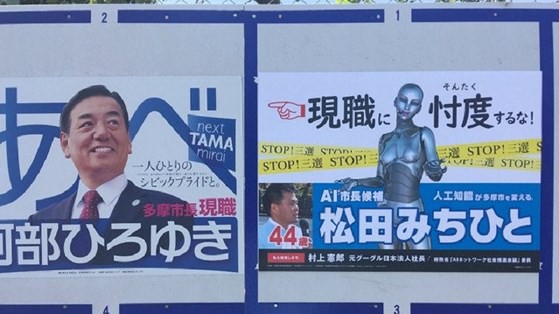 2
1
あべ
next
TAMA
mirai
一人ひとりの
シビックプライドと。
多摩市長 現職
阿部ひろゆき
現職に忖度するな!
そんたく
STOP! 三選 STOP! 三選
STOP! 三選 STOP! 三選 STOP! 三選
AI市長候補
人工知能が多摩市を変える
松田みちひと
44歳
村上憲郎 元グーグル日本法人社長/
4
3